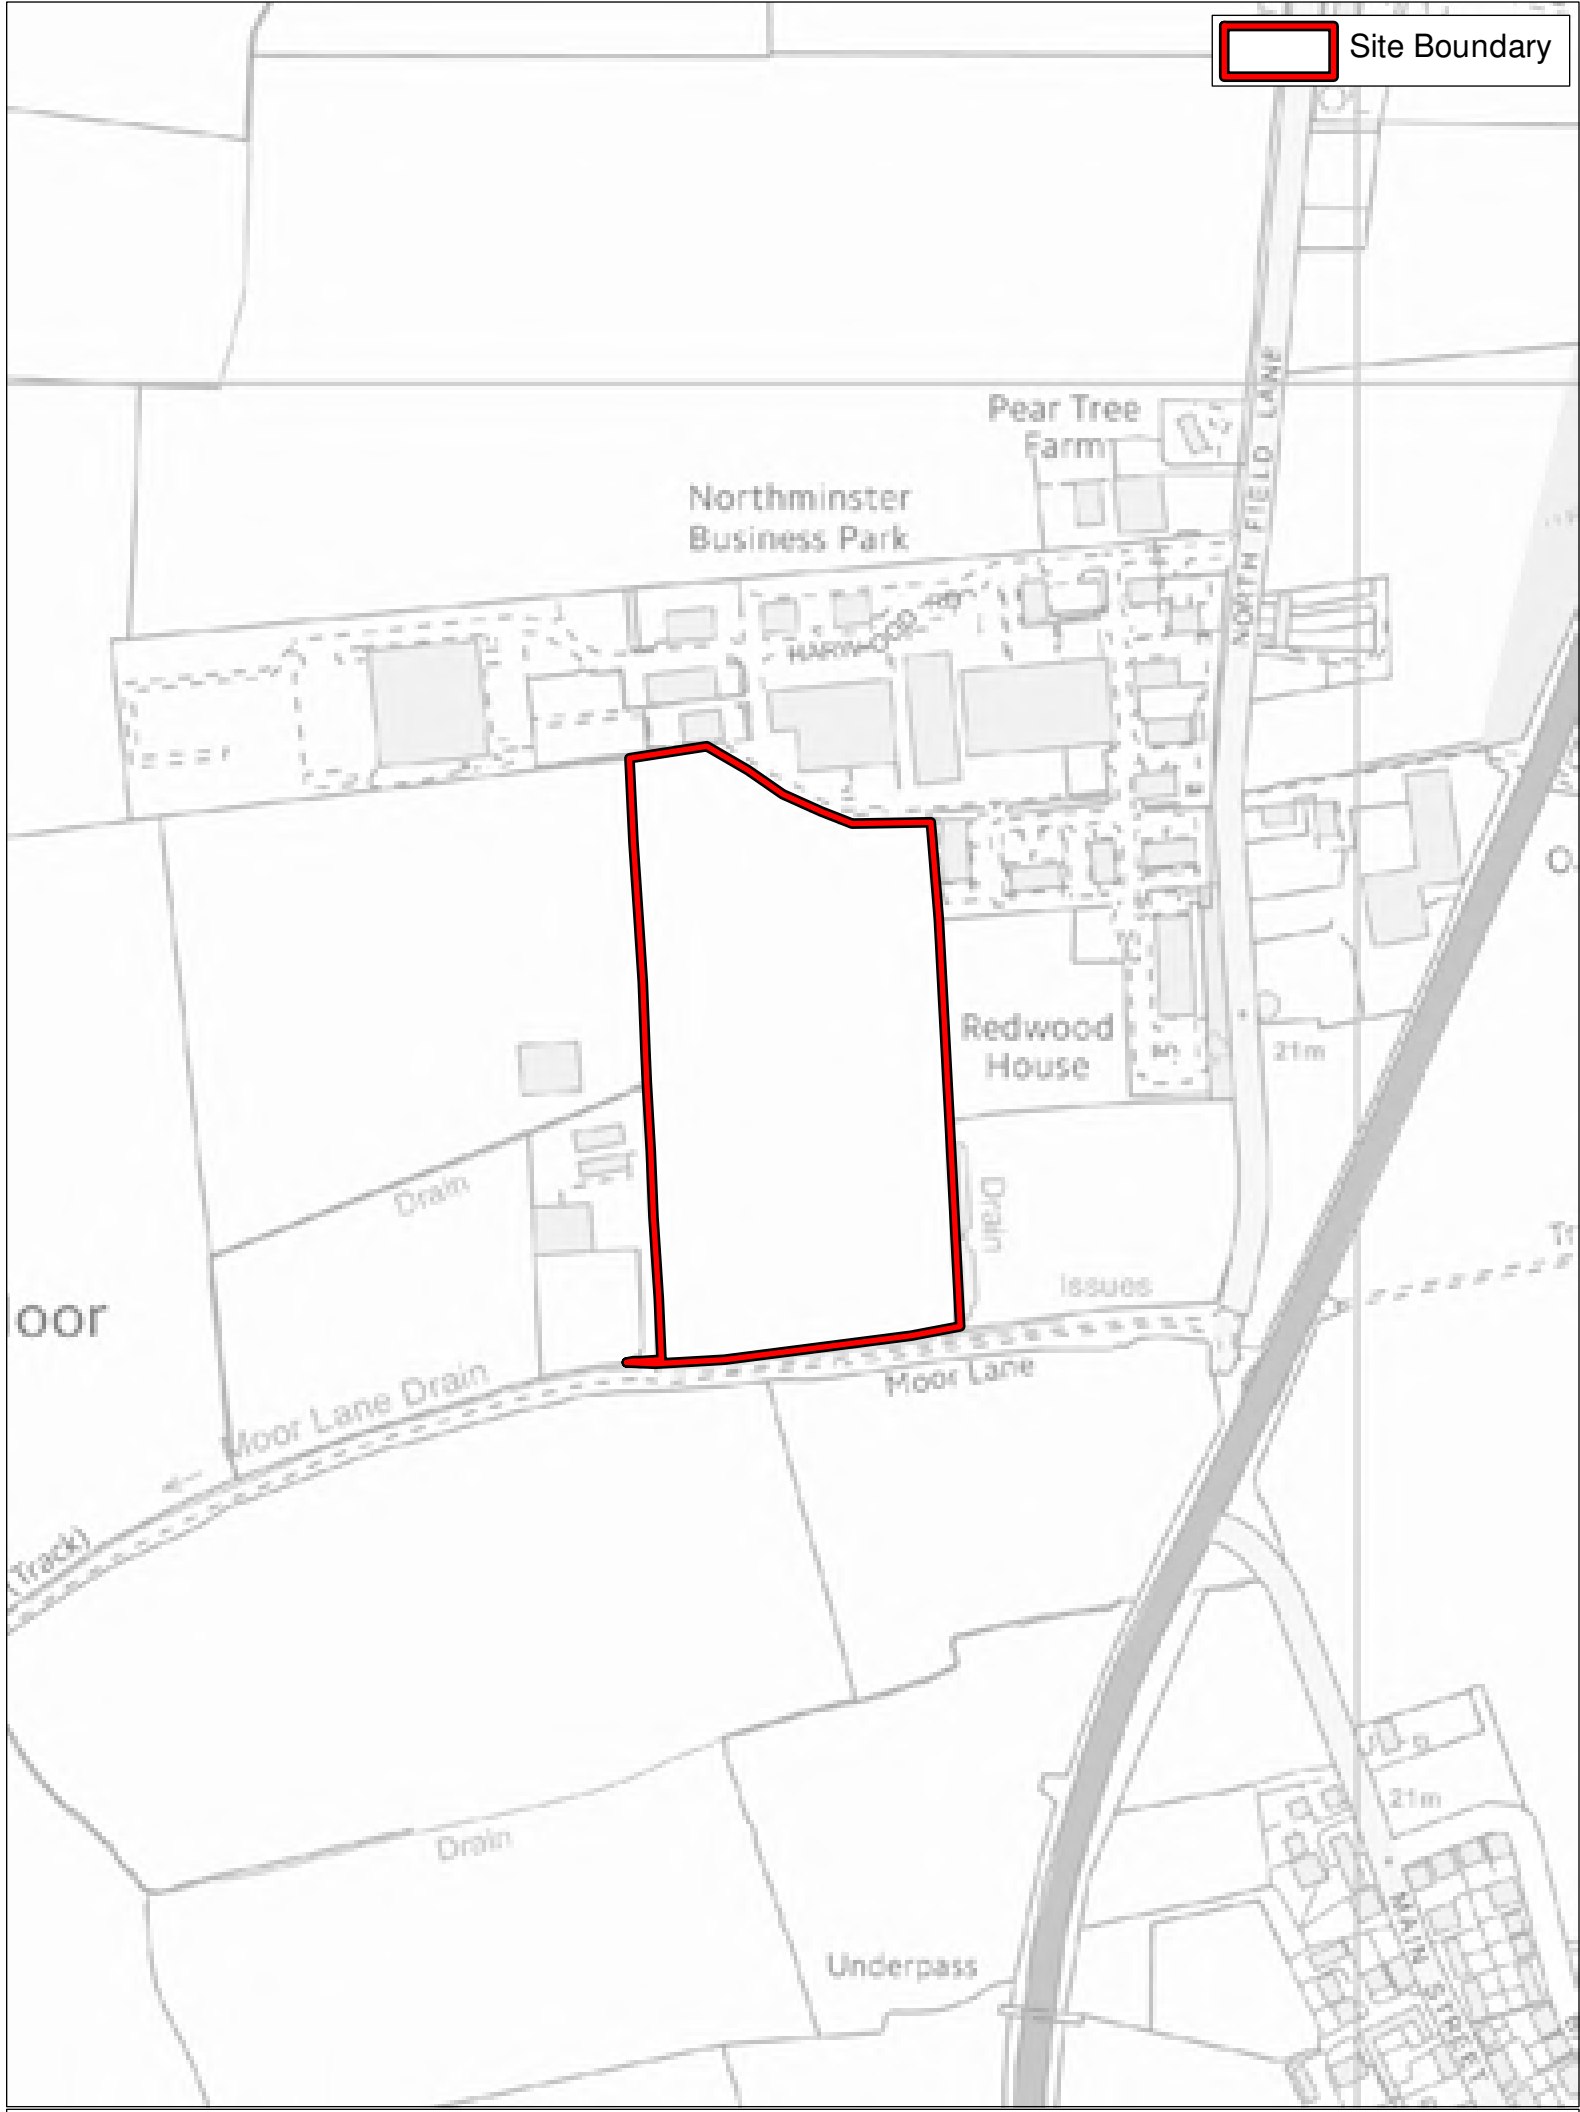 Site Boundary
NORTH FIELD LANE
Pear Tree
Farm
Northminster
Business Park
Redwood
House
21m
Drain
Drain
Issues
oor
Moor Lane Drain
Moor Lane
(Track)
21m
Drain
MAIN STREET
Underpass